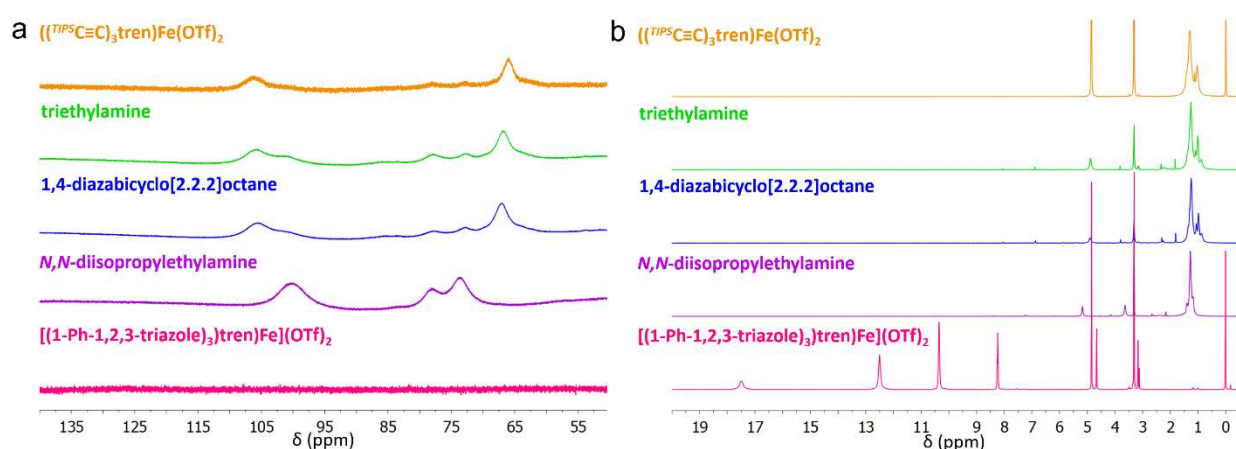 a
((ᵀᴵᴾˢC≡C)₃tren)Fe(OTf)₂
triethylamine
1,4-diazabicyclo[2.2.2]octane
N,N-diisopropylethylamine
[(1-Ph-1,2,3-triazole)₃)tren)Fe](OTf)₂
135 125 115 105 95 85 75 65 55
δ (ppm)
b
((ᵀᴵᴾˢC≡C)₃tren)Fe(OTf)₂
triethylamine
1,4-diazabicyclo[2.2.2]octane
N,N-diisopropylethylamine
[(1-Ph-1,2,3-triazole)₃)tren)Fe](OTf)₂
19 17 15 13 11 9 8 7 6 5 4 3 2 1 0
δ (ppm)